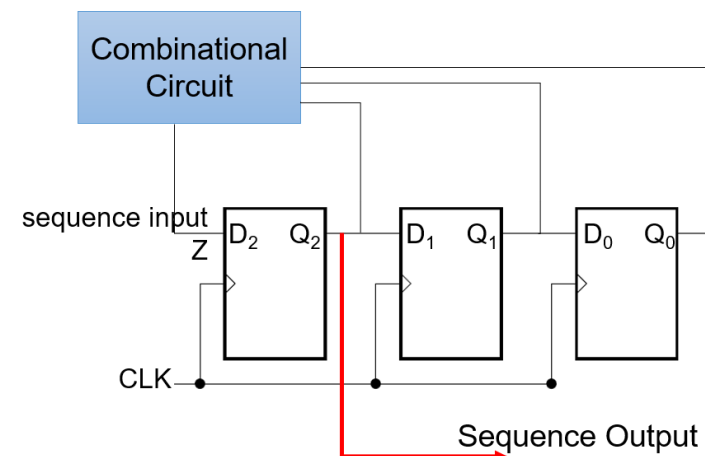 Combinational
Circuit
sequence input
Z
D₂ Q₂
D₁ Q₁
D₀ Q₀
CLK
Sequence Output